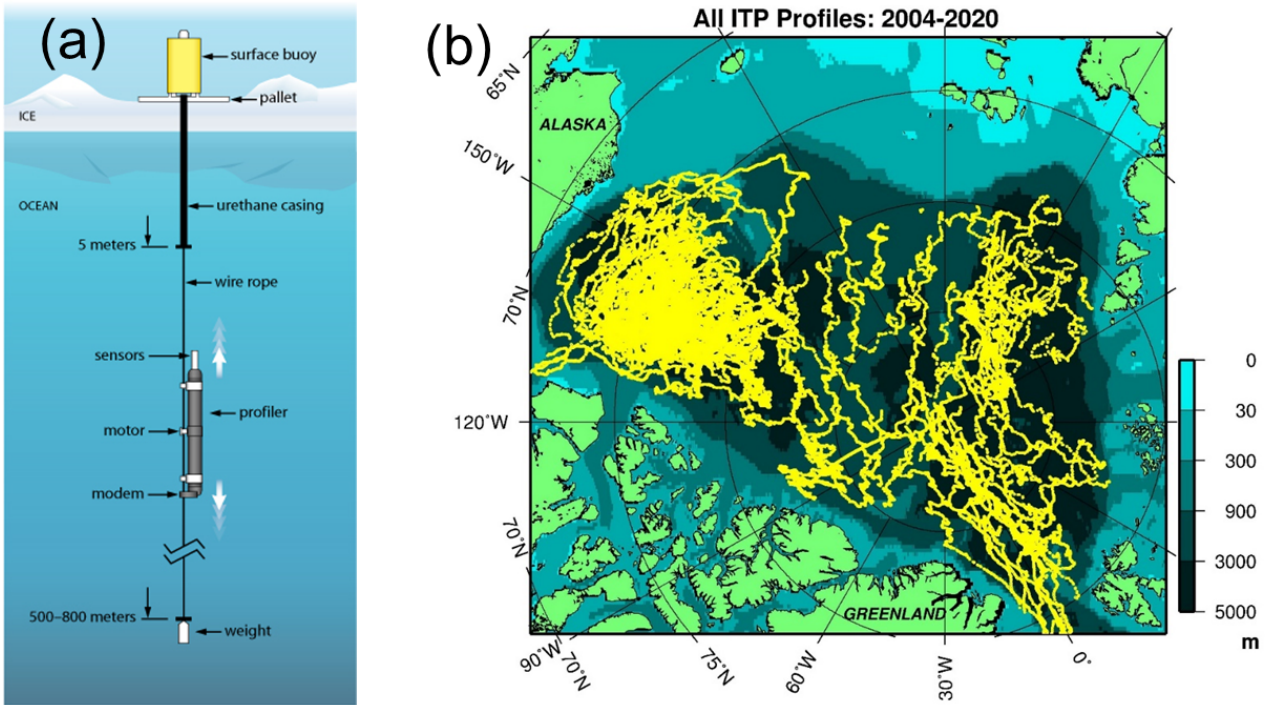 (a)
surface buoy
pallet
ICE
OCEAN
urethane casing
5 meters
wire rope
sensors
profiler
motor
modem
500–800 meters
weight
(b)
All ITP Profiles: 2004-2020
65°N
ALASKA
150°W
70°N
120°W
70°N
GREENLAND
90°W
70°N
75°N
60°W
30°W
0°
0
30
300
900
3000
5000
m